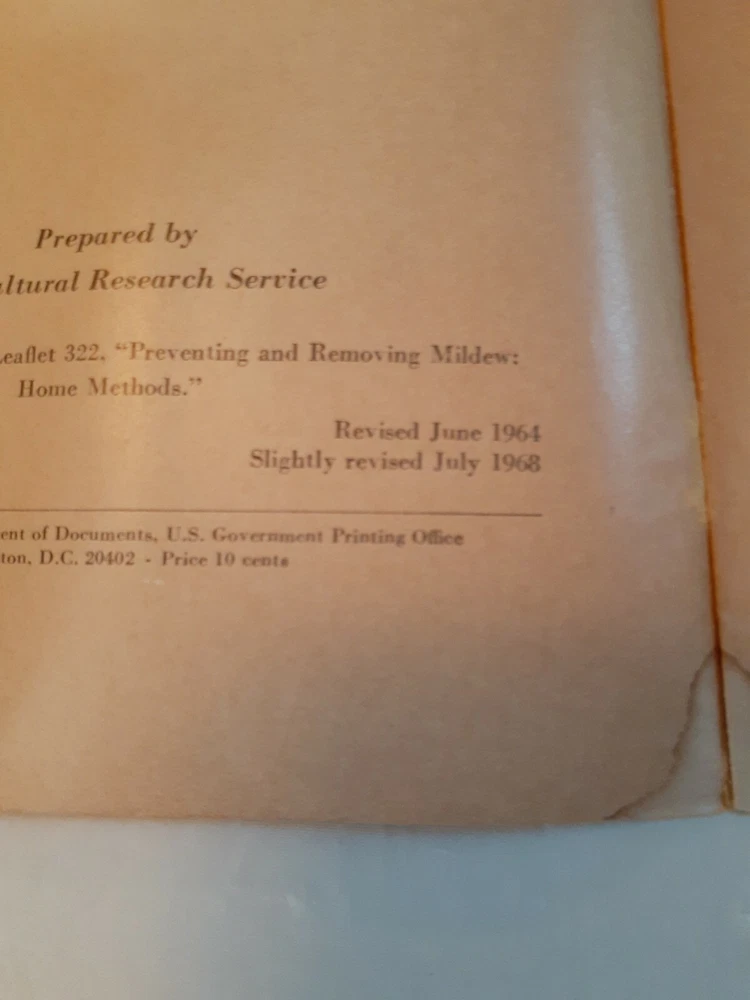 Prepared by
ltural Research Service
eaflet 322, “Preventing and Removing Mildew:
Home Methods.”
Revised June 1964
Slightly revised July 1968
ent of Documents, U.S. Government Printing Office
ton, D.C. 20402 - Price 10 cents